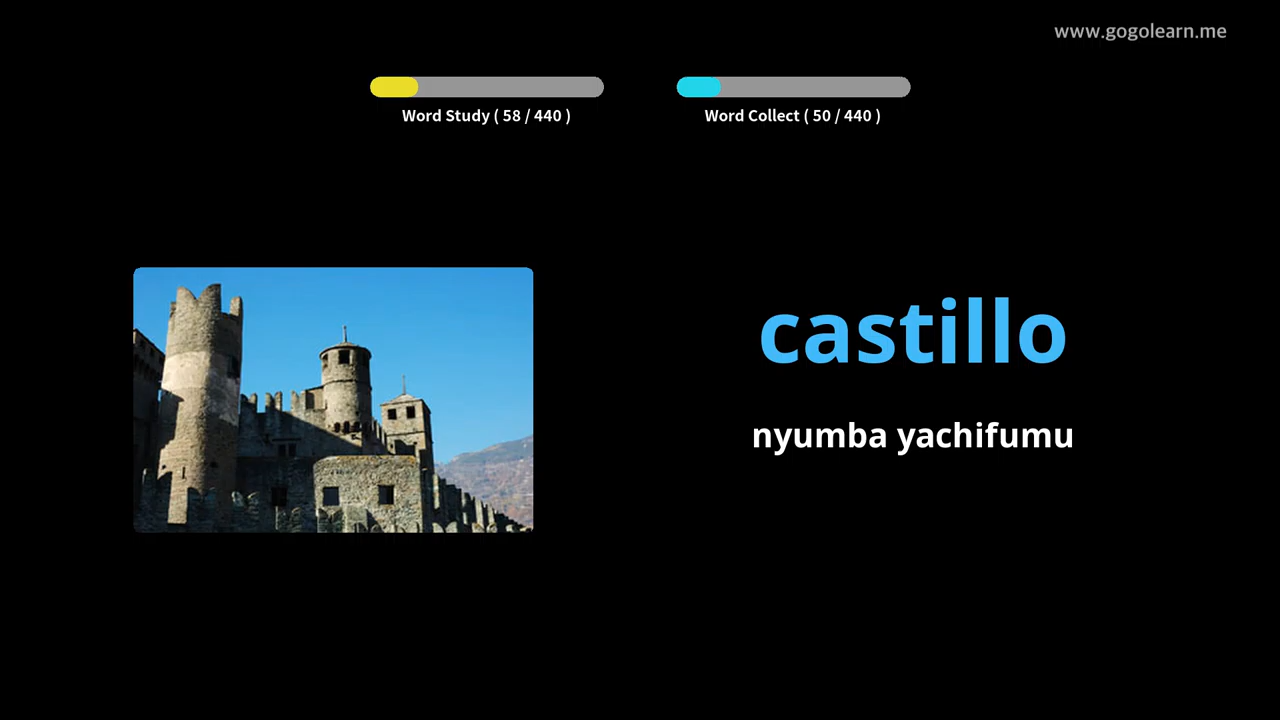 www.gogolearn.me
Word Study ( 58 / 440 )
Word Collect ( 50 / 440 )
castillo
nyumba yachifumu